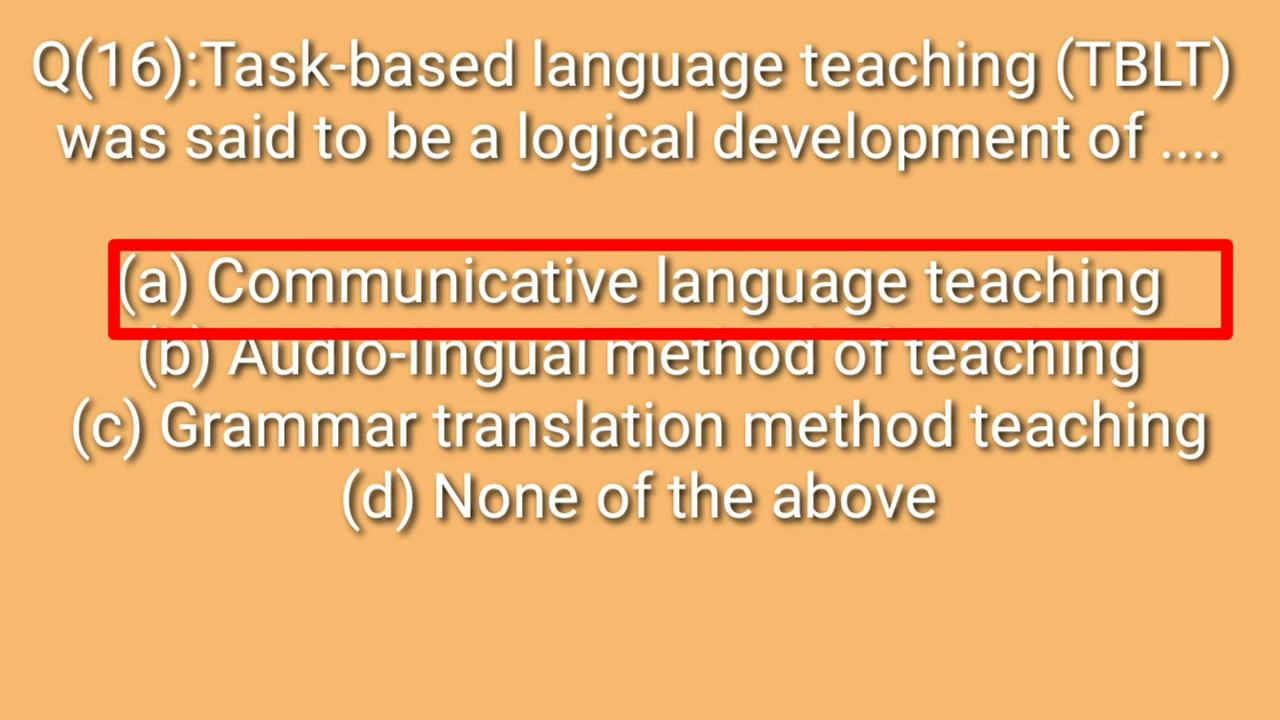 Q(16):Task-based language teaching (TBLT)
was said to be a logical development of ....
(a) Communicative language teaching
(b) Audio-lingual method of teaching
(c) Grammar translation method teaching
(d) None of the above